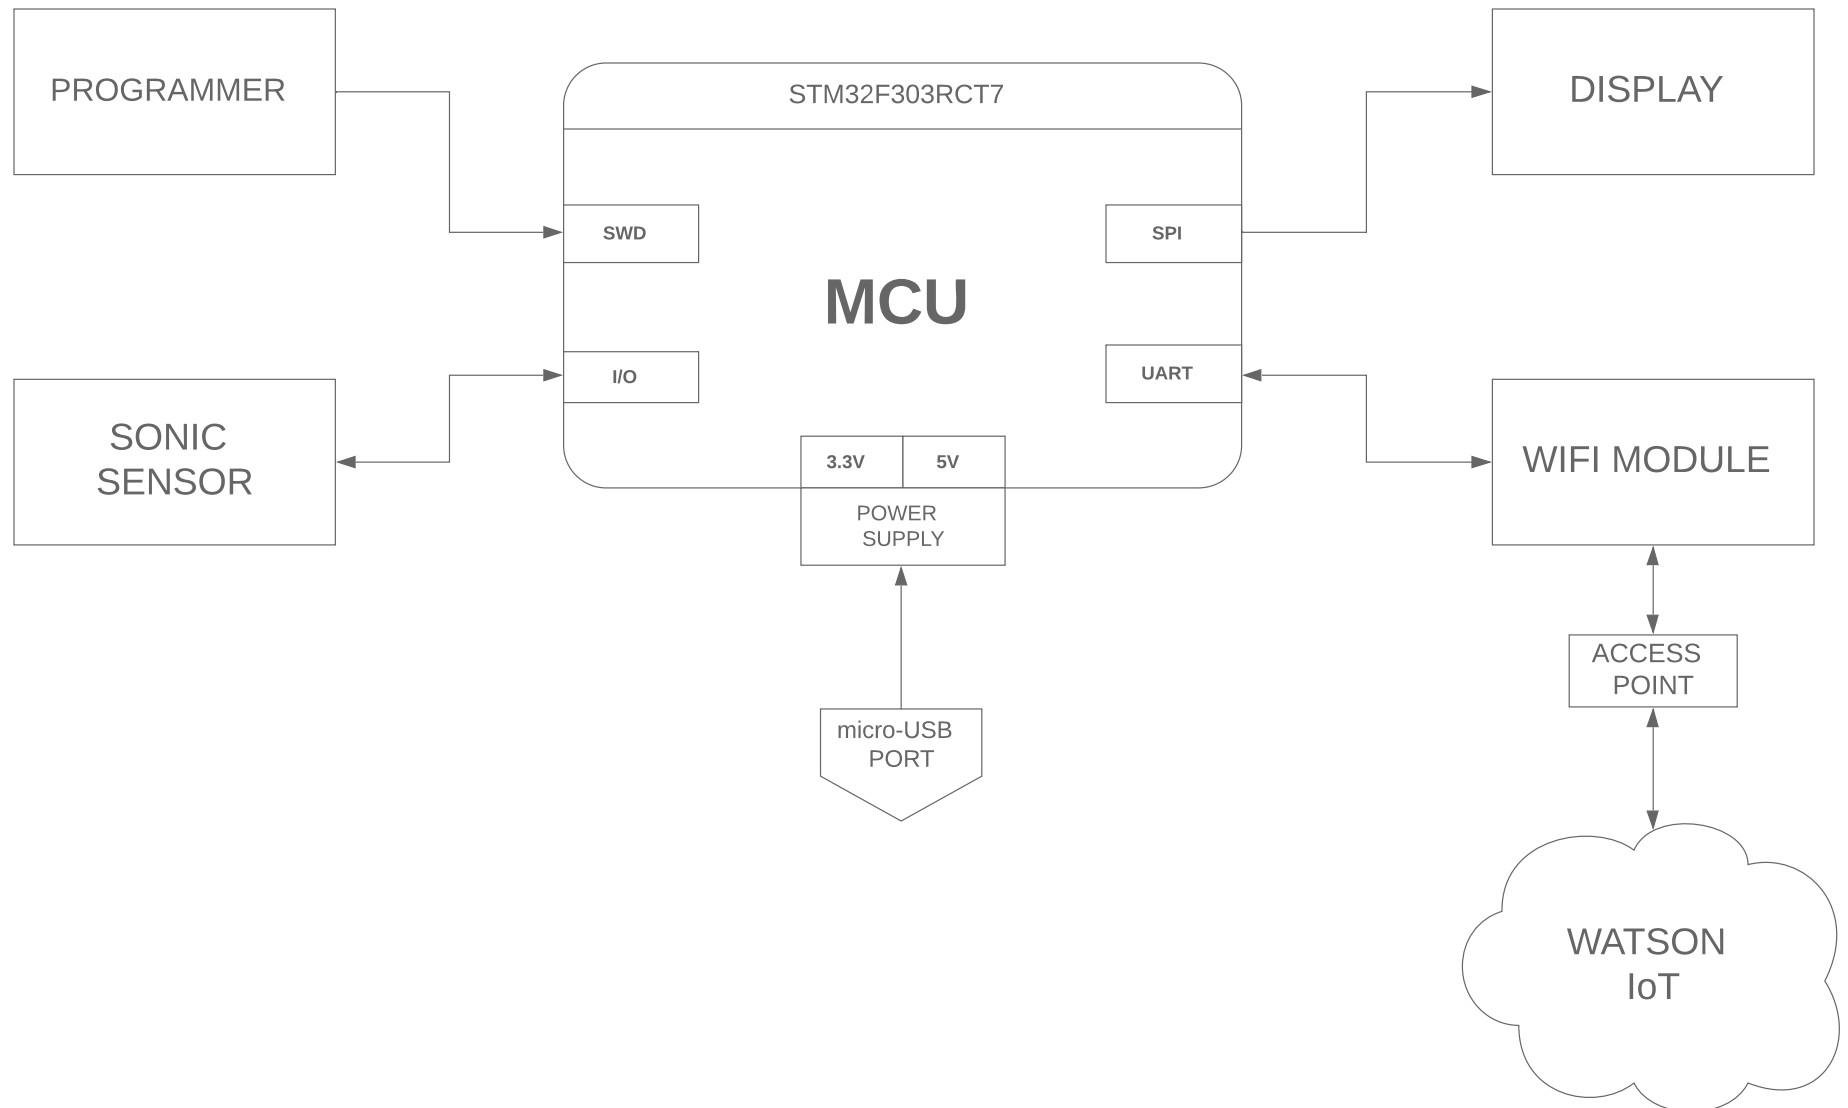 PROGRAMMER
STM32F303RCT7
DISPLAY
SWD
SPI
MCU
I/O
UART
SONIC
SENSOR
3.3V
5V
POWER
SUPPLY
WIFI MODULE
ACCESS
POINT
micro-USB
PORT
WATSON
IoT